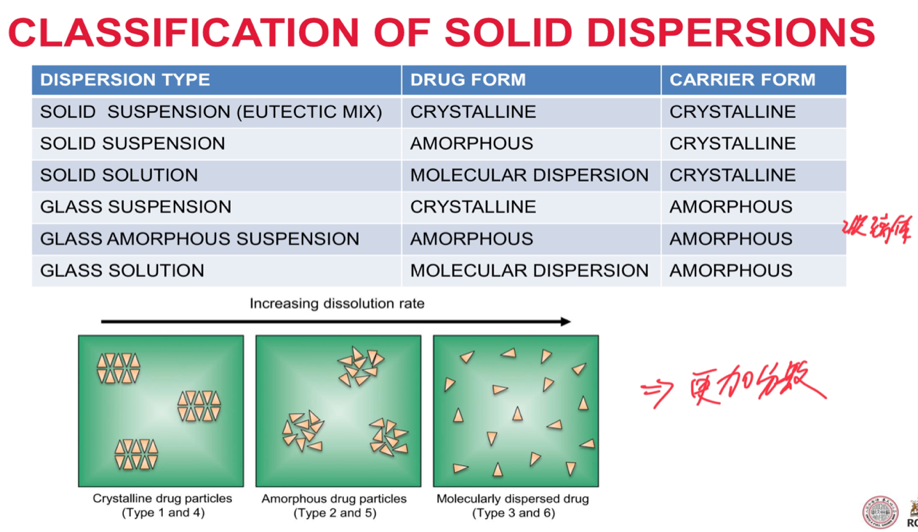 CLASSIFICATION OF SOLID DISPERSIONS
DISPERSION TYPE DRUG FORM CARRIER FORM
SOLID SUSPENSION (EUTECTIC MIX) CRYSTALLINE CRYSTALLINE
SOLID SUSPENSION AMORPHOUS CRYSTALLINE
SOLID SOLUTION MOLECULAR DISPERSION CRYSTALLINE
GLASS SUSPENSION CRYSTALLINE AMORPHOUS
GLASS AMORPHOUS SUSPENSION AMORPHOUS AMORPHOUS
玻璃体
GLASS SOLUTION MOLECULAR DISPERSION AMORPHOUS
Increasing dissolution rate
⇒ 更加分散
Crystalline drug particles
(Type 1 and 4)
Amorphous drug particles
(Type 2 and 5)
Molecularly dispersed drug
(Type 3 and 6)